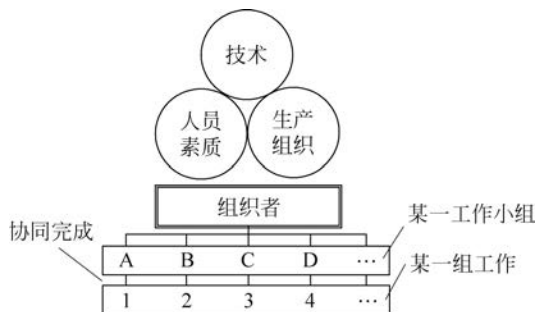 技术
人员
素质
生产
组织
组织者
协同完成
某一工作小组
A B C D …
某一组工作
1 2 3 4 …